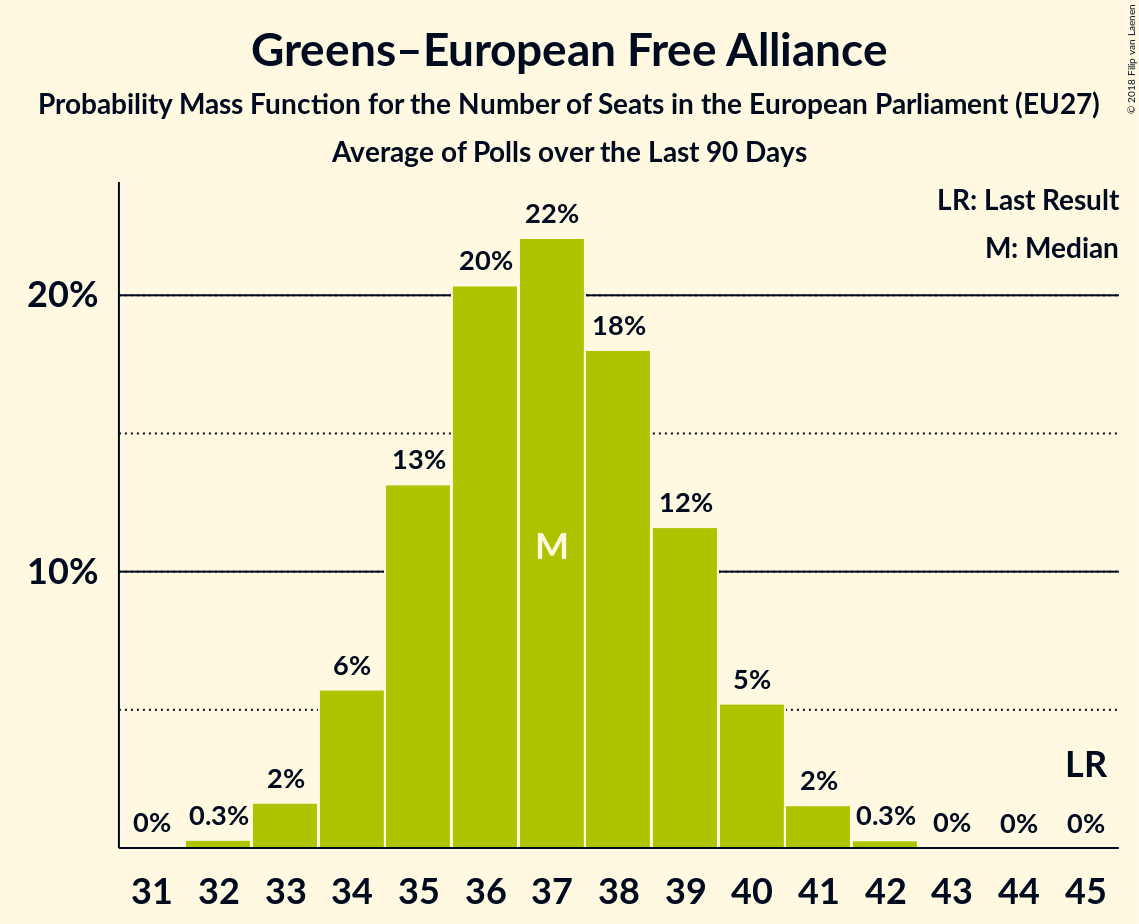 Greens–European Free Alliance
Probability Mass Function for the Number of Seats in the European Parliament (EU27)
Average of Polls over the Last 90 Days
© 2018 Filip van Laenen
LR: Last Result
M: Median
20%
10%
0%
0.3%
2%
6%
13%
20%
22%
18%
12%
5%
2%
0.3%
0%
0%
0%
M
LR
31 32 33 34 35 36 37 38 39 40 41 42 43 44 45